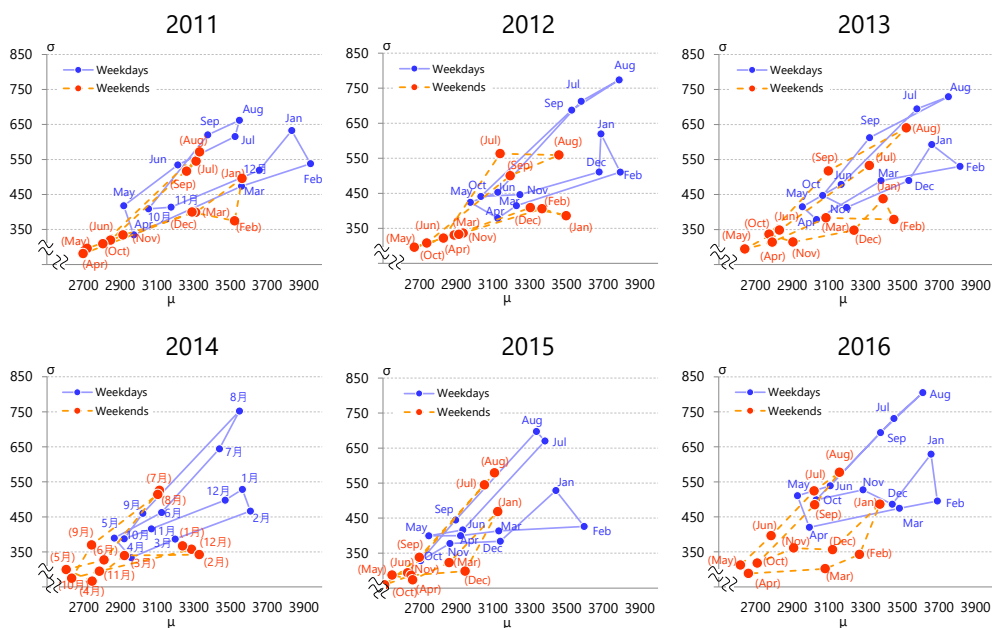 2011
σ
850
750
650
550
450
350
Weekdays
Weekends
Sep
Aug
Jan
(Aug)
Jul
Jun
(Jul)
(Jan)
12月
Feb
(Sep)
Mar
May
11月
10月
(Mar)
(Dec)
(Feb)
Apr
(Jun)
(Nov)
(May)
(Oct)
(Apr)
2700 2900 3100 3300 3500 3700 3900
μ
2012
σ
850
750
650
550
450
350
Weekdays
Weekends
Aug
Jul
Sep
Jan
(Jul)
(Aug)
Dec
Feb
(Sep)
Oct
Jun
Nov
May
Apr
(Mar)
(Dec)
(Jan)
(Jun)
(Feb)
(May)
(Nov)
(Oct)
(Apr)
2700 2900 3100 3300 3500 3700 3900
μ
2013
σ
850
750
650
550
450
350
Weekdays
Weekends
Jul
Aug
Sep
(Aug)
Jan
(Sep)
(Jul)
Feb
Jun
Mar
Dec
(Jan)
May
Oct
Apr
Nov
(Oct)
(Jun)
(Mar)
(Feb)
(Dec)
(May)
(Apr)
(Nov)
2700 2900 3100 3300 3500 3700 3900
μ
2014
σ
850
750
650
550
450
350
Weekdays
Weekends
8月
7月
(7月)
1月
12月
(8月)
9月
6月
2月
5月
10月
11月
(9月)
4月
3月
(1月)
(12月)
(6月)
(5月)
(3月)
(2月)
(11月)
(10月)
(4月)
2700 2900 3100 3300 3500 3700 3900
μ
2015
σ
850
750
650
550
450
350
Weekdays
Weekends
Aug
Jul
(Aug)
(Jul)
Jan
(Jan)
Sep
Jun
Mar
Feb
May
Apr
Dec
(Sep)
Oct
Nov
(Jun)
(Mar)
(May)
(Nov)
(Dec)
(Oct)
(Apr)
2700 2900 3100 3300 3500 3700 3900
μ
2016
σ
850
750
650
550
450
350
Weekdays
Weekends
Aug
Jul
Sep
Jan
(Aug)
(Jul)
May
Jun
Nov
Dec
Feb
Oct
(Sep)
(Jan)
Mar
Apr
(Jun)
(Nov)
(Dec)
(May)
(Oct)
(Feb)
(Apr)
(Mar)
2700 2900 3100 3300 3500 3700 3900
μ